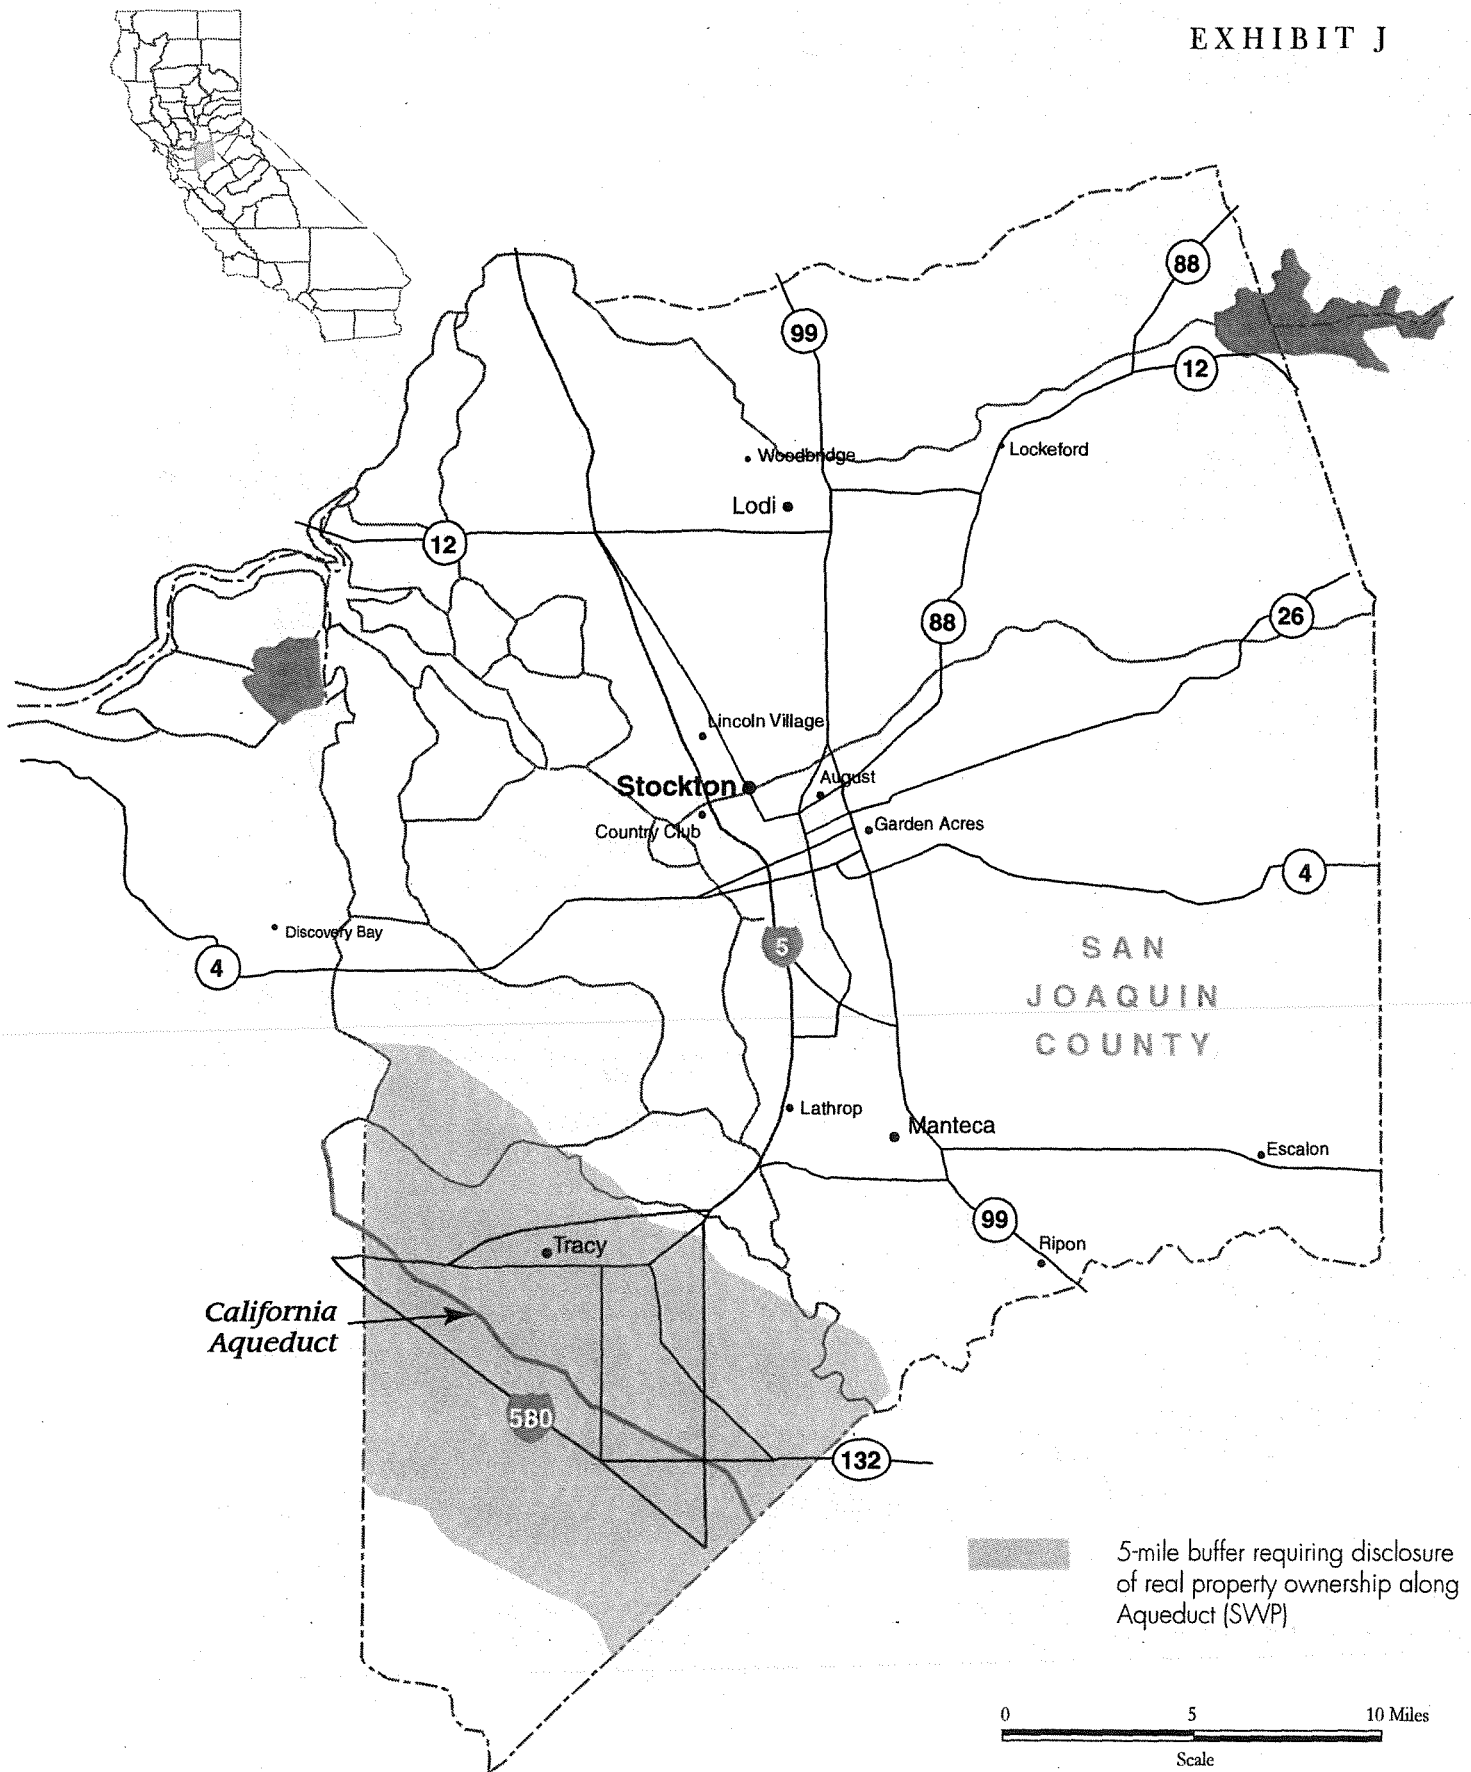 EXHIBIT J
88
99
12
Woodbridge
Lockeford
Lodi
12
88
26
Lincoln Village
Stockton
August
Country Club
Garden Acres
4
Discovery Bay
5
4
SAN
JOAQUIN
COUNTY
Lathrop
Manteca
Escalon
99
Tracy
Ripon
California
Aqueduct
580
132
5-mile buffer requiring disclosure
of real property ownership along
Aqueduct (SWP)
0 5 10 Miles
Scale